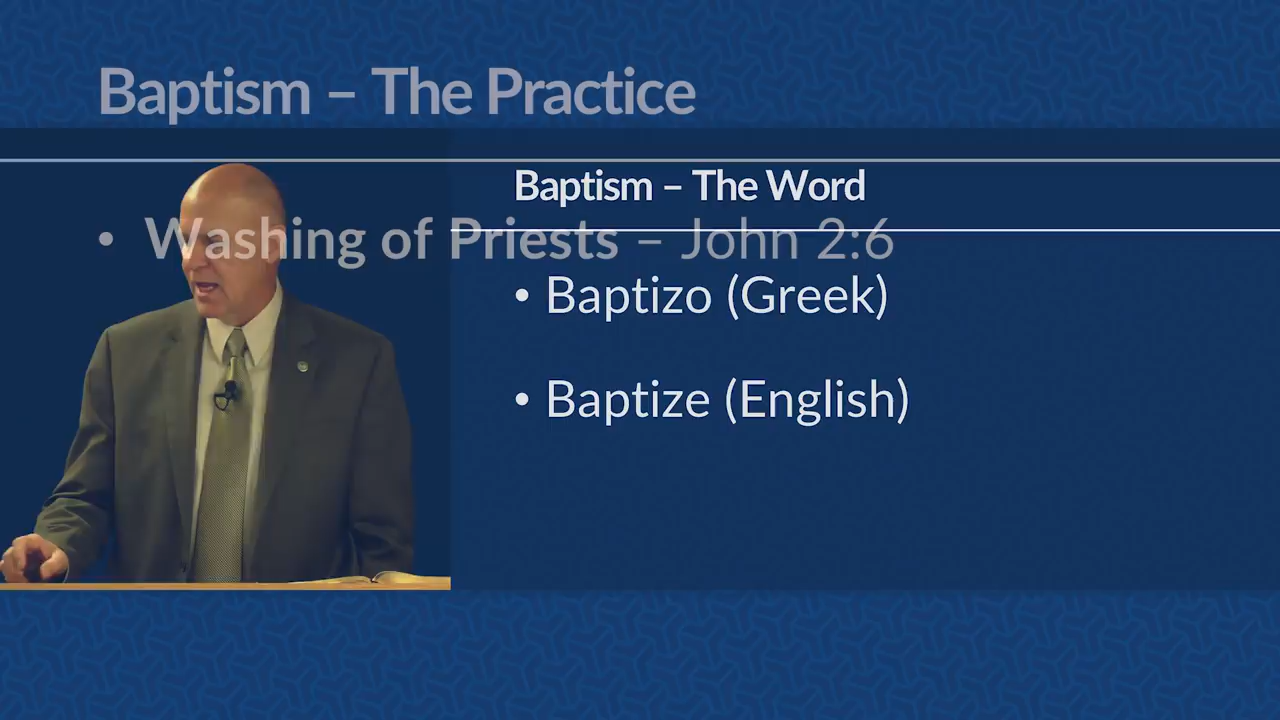 Baptism – The Practice
Baptism – The Word
• Washing of Priests – John 2:6
• Baptizo (Greek)
• Baptize (English)